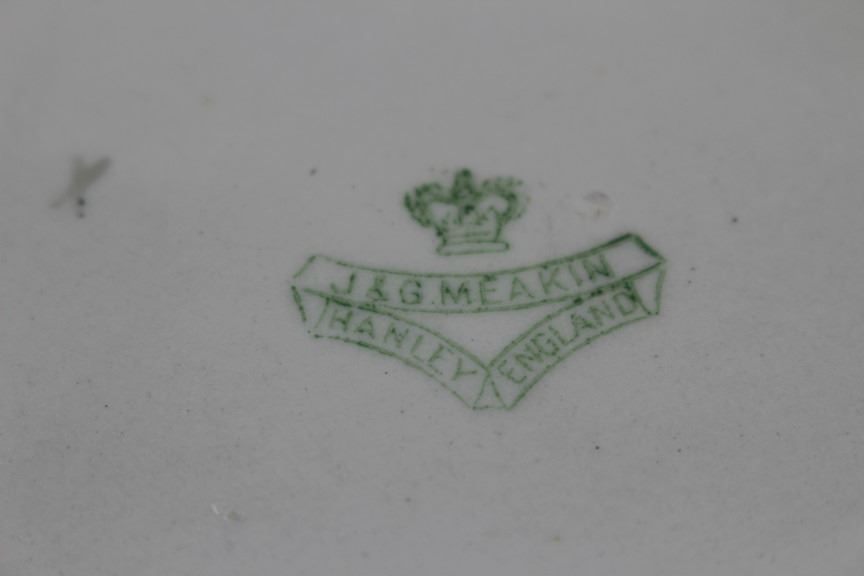 J & G. MEAKIN
HANLEY
ENGLAND